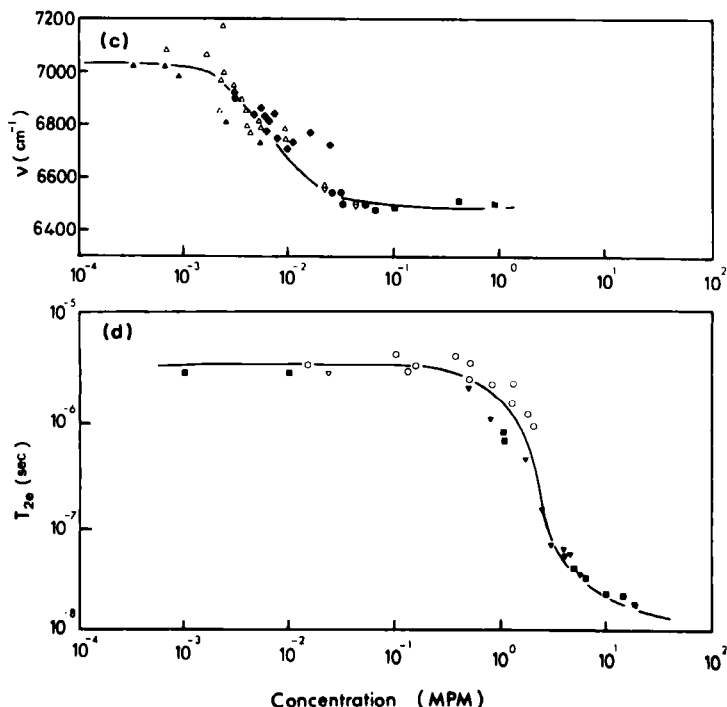 (c)
ν (cm⁻¹)
7200
7000
6800
6600
6400
10⁻⁴ 10⁻³ 10⁻² 10⁻¹ 10⁰ 10¹ 10²
(d)
T₂ₑ (sec)
10⁻⁵
10⁻⁶
10⁻⁷
10⁻⁸
10⁻⁴ 10⁻³ 10⁻² 10⁻¹ 10⁰ 10¹ 10²
Concentration (MPM)